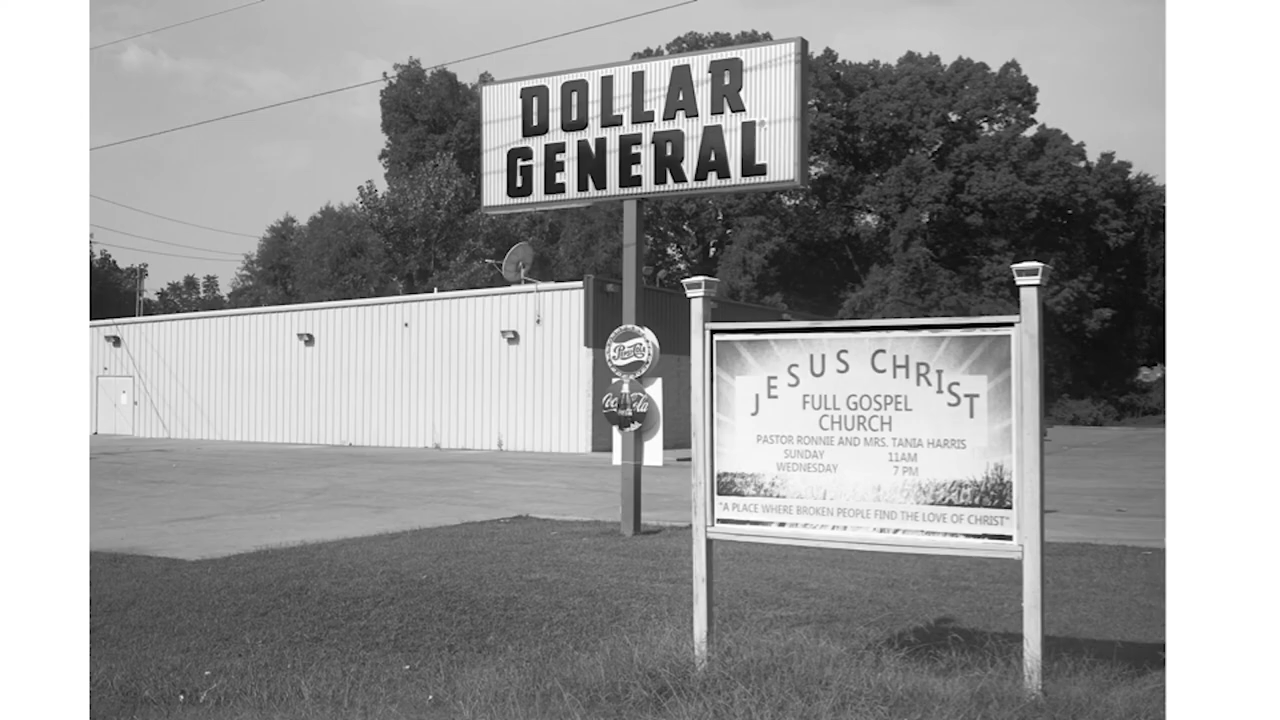 DOLLAR
GENERAL
Pepsi-Cola
Coca-Cola
JESUS CHRIST
FULL GOSPEL
CHURCH
PASTOR RONNIE AND MRS. TANIA HARRIS
SUNDAY 11AM
WEDNESDAY 7 PM
"A PLACE WHERE BROKEN PEOPLE FIND THE LOVE OF CHRIST"